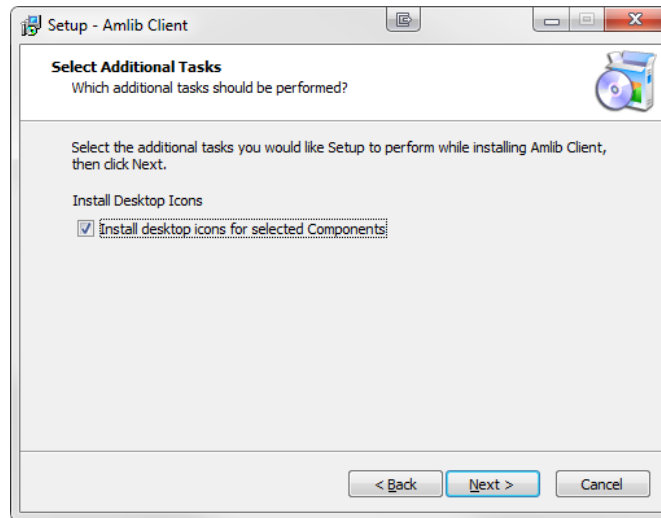 Setup - Amlib Client
Select Additional Tasks
Which additional tasks should be performed?
Select the additional tasks you would like Setup to perform while installing Amlib Client,
then click Next.
Install Desktop Icons
Install desktop icons for selected Components
< Back
Next >
Cancel